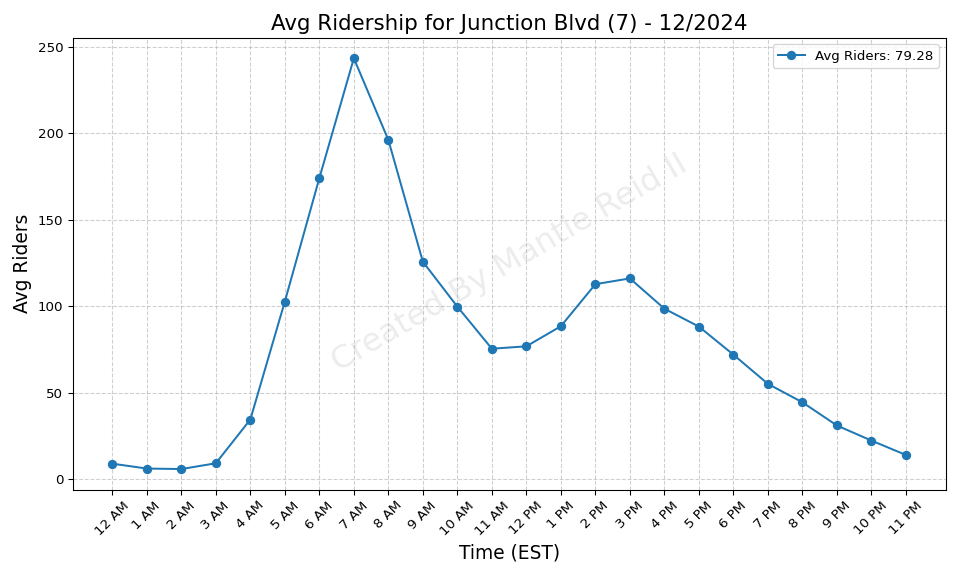 Avg Ridership for Junction Blvd (7) - 12/2024
Avg Riders: 79.28
250
200
150
100
50
0
Avg Riders
Created By Mantle Reid II
12 AM
1 AM
2 AM
3 AM
4 AM
5 AM
6 AM
7 AM
8 AM
9 AM
10 AM
11 AM
12 PM
1 PM
2 PM
3 PM
4 PM
5 PM
6 PM
7 PM
8 PM
9 PM
10 PM
11 PM
Time (EST)